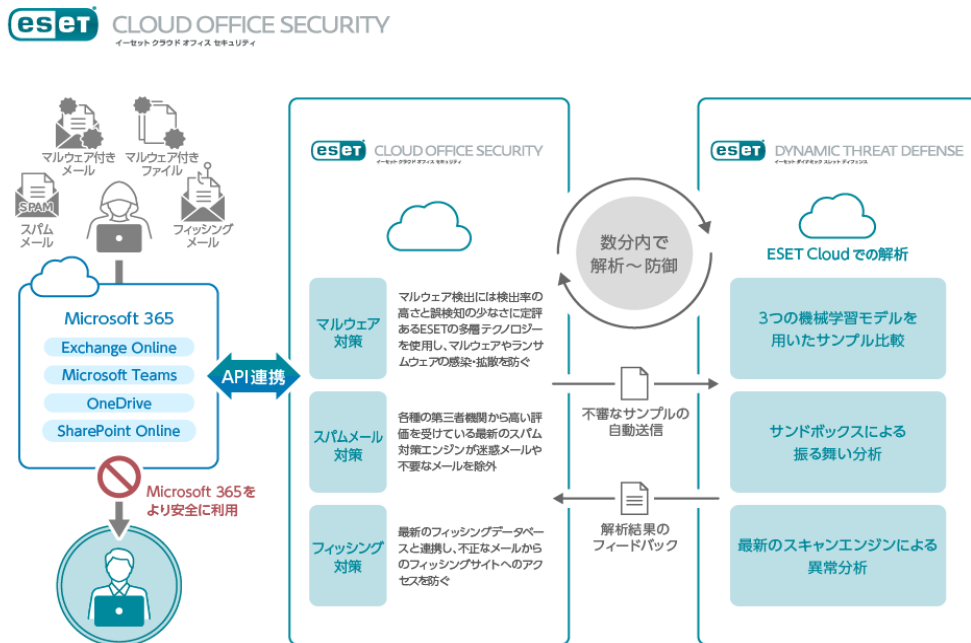 eset CLOUD OFFICE SECURITY
イーセット クラウド オフィス セキュリティ
マルウェア付き
メール
マルウェア付き
ファイル
SPAM
スパム
メール
フィッシング
メール
Microsoft 365
Exchange Online
Microsoft Teams
OneDrive
SharePoint Online
Microsoft 365を
より安全に利用
API連携
eset CLOUD OFFICE SECURITY
イーセット クラウド オフィス セキュリティ
マルウェア
対策
マルウェア検出には検出率の
高さと誤検知の少なさに定評
あるESETの多層テクノロジー
を使用し、マルウェアやランサ
ムウェアの感染・拡散を防ぐ
スパムメール
対策
各種の第三者機関から高い評
価を受けている最新のスパム
対策エンジンが迷惑メールや
不要なメールを除外
フィッシング
対策
最新のフィッシングデータベー
スと連携し、不正なメールから
のフィッシングサイトへのアク
セスを防ぐ
数分内で
解析～防御
不審なサンプルの
自動送信
解析結果の
フィードバック
eset DYNAMIC THREAT DEFENSE
イーセット ダイナミック スレット ディフェンス
ESET Cloudでの解析
3つの機械学習モデルを
用いたサンプル比較
サンドボックスによる
振る舞い分析
最新のスキャンエンジンによる
異常分析